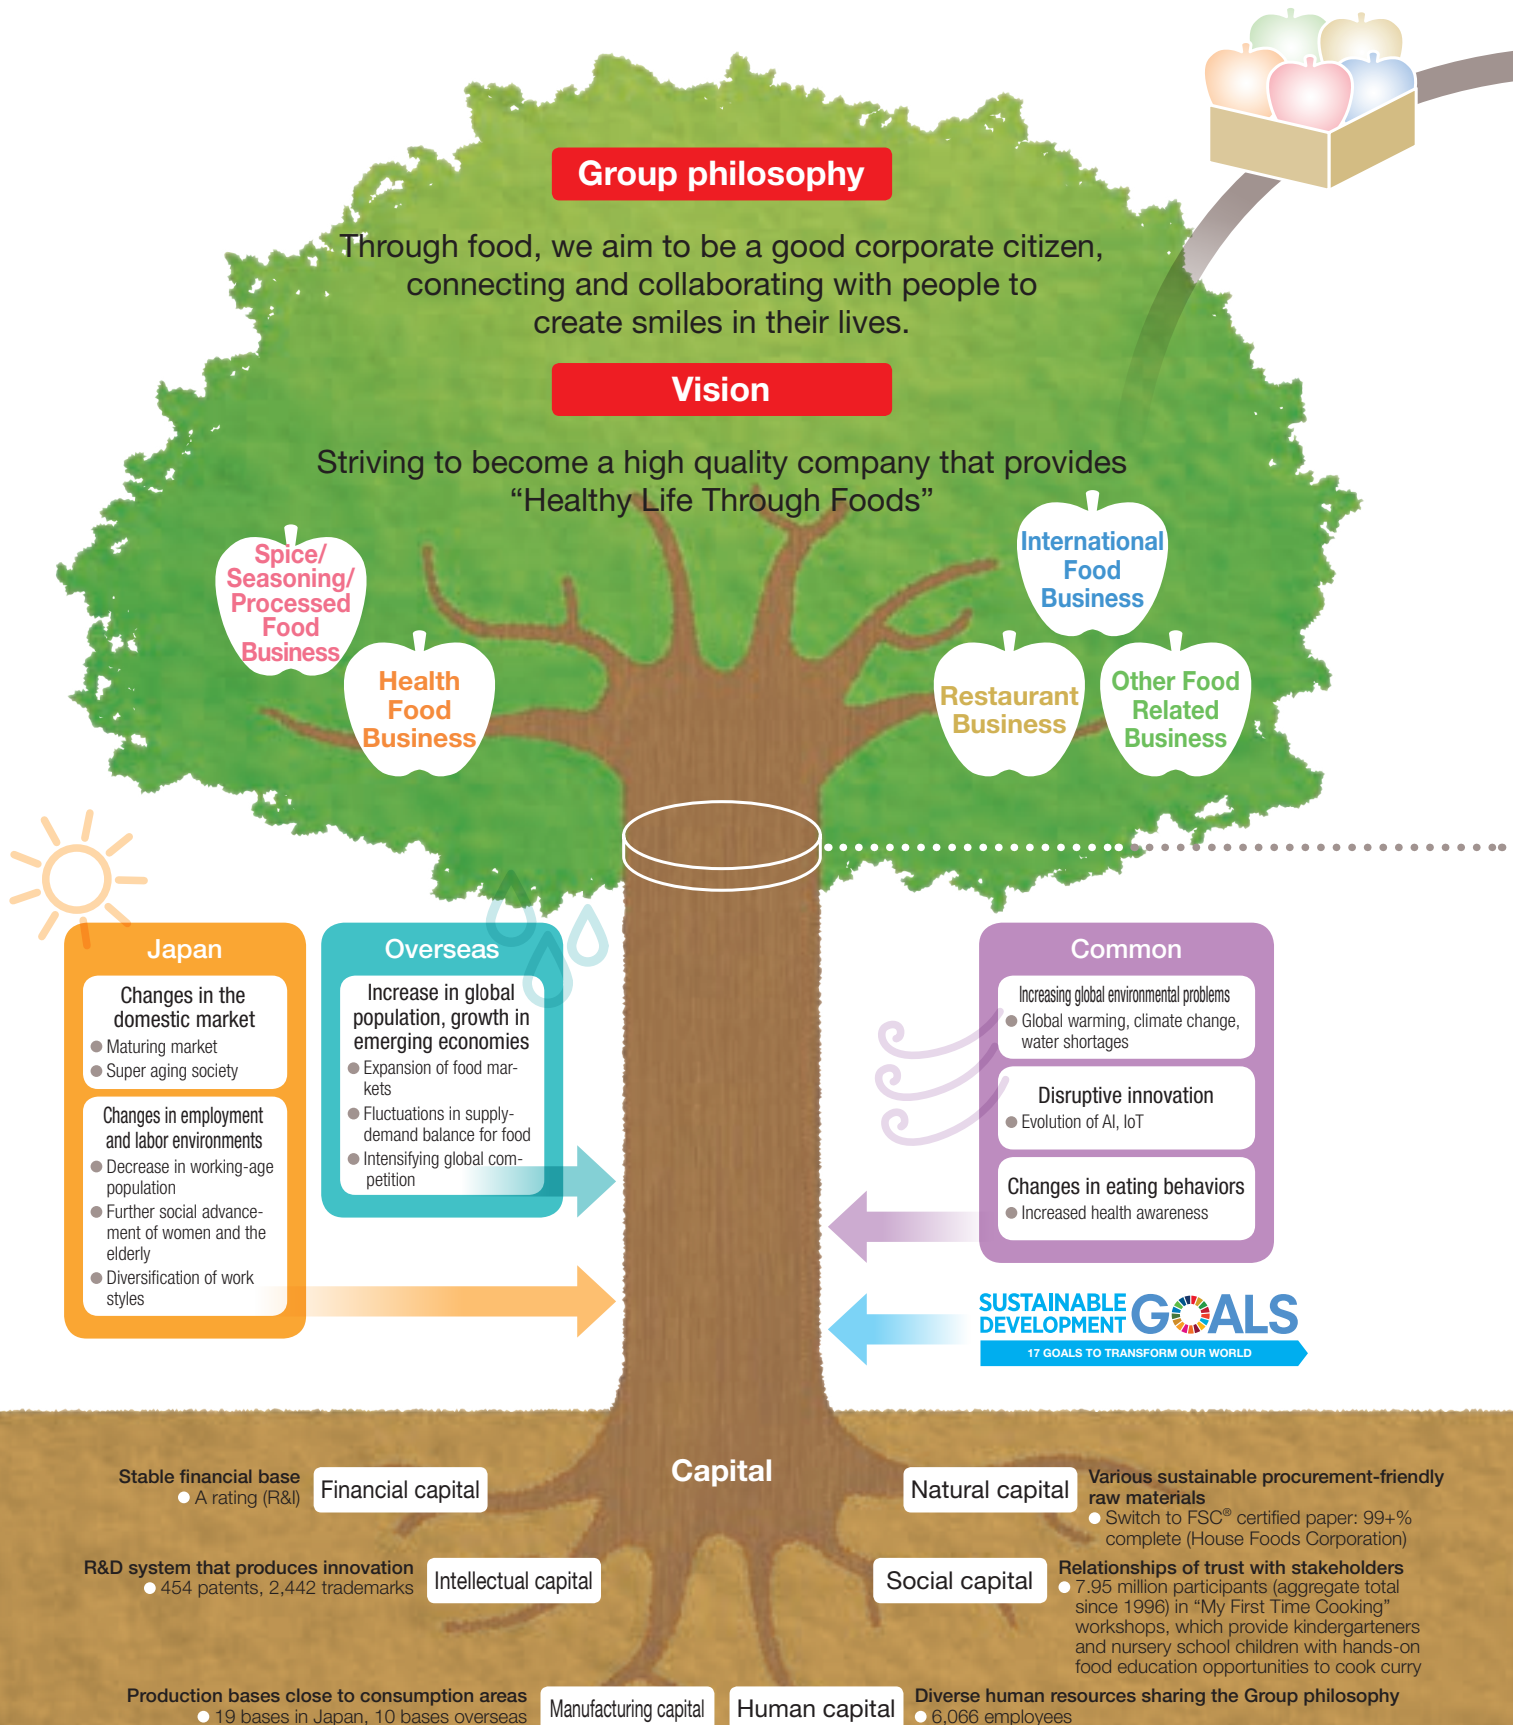 Group philosophy
Through food, we aim to be a good corporate citizen,
connecting and collaborating with people to
create smiles in their lives.
Vision
Striving to become a high quality company that provides
“Healthy Life Through Foods”
Spice/
Seasoning/
Processed
Food
Business
Health
Food
Business
International
Food
Business
Restaurant
Business
Other Food
Related
Business
Japan
Changes in the
domestic market
● Maturing market
● Super aging society
Changes in employment
and labor environments
● Decrease in working-age
population
● Further social advance-
ment of women and the
elderly
● Diversification of work
styles
Overseas
Increase in global
population, growth in
emerging economies
● Expansion of food mar-
kets
● Fluctuations in supply-
demand balance for food
● Intensifying global com-
petition
Common
Increasing global environmental problems
● Global warming, climate change,
water shortages
Disruptive innovation
● Evolution of AI, IoT
Changes in eating behaviors
● Increased health awareness
SUSTAINABLE
DEVELOPMENT GOALS
17 GOALS TO TRANSFORM OUR WORLD
Capital
Stable financial base
● A rating (R&I)
Financial capital
R&D system that produces innovation
● 454 patents, 2,442 trademarks
Intellectual capital
Production bases close to consumption areas
● 19 bases in Japan, 10 bases overseas
Manufacturing capital
Natural capital
Various sustainable procurement-friendly
raw materials
● Switch to FSC® certified paper: 99+%
complete (House Foods Corporation)
Social capital
Relationships of trust with stakeholders
● 7.95 million participants (aggregate total
since 1996) in “My First Time Cooking”
workshops, which provide kindergarteners
and nursery school children with hands-on
food education opportunities to cook curry
Human capital
Diverse human resources sharing the Group philosophy
● 6,066 employees